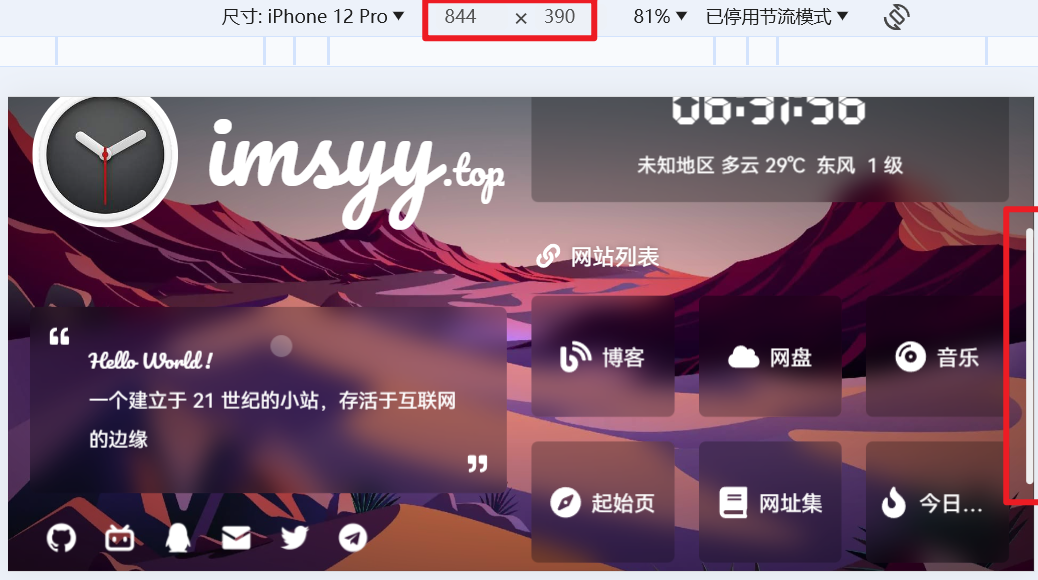 尺寸: iPhone 12 Pro ▼ 844 × 390 81% ▼ 已停用节流模式 ▼
imsyy.top
06:31:56
未知地区 多云 29℃ 东风 1 级
网站列表
博客 网盘 音乐
起始页 网址集 今日...
“
Hello World !
一个建立于 21 世纪的小站，存活于互联网
的边缘
”